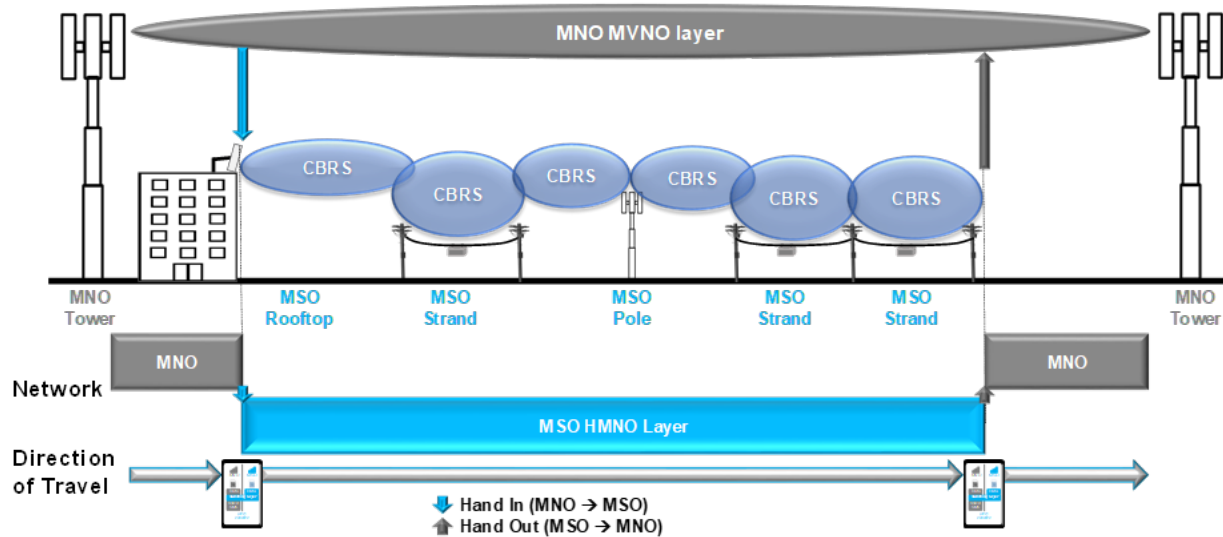 MNO MVNO layer
CBRS
CBRS
CBRS
CBRS
CBRS
CBRS
MNO
Tower
MSO
Rooftop
MSO
Strand
MSO
Pole
MSO
Strand
MSO
Strand
MNO
Tower
MNO
MNO
Network
MSO HMNO Layer
Direction
of Travel
Hand In (MNO → MSO)
Hand Out (MSO → MNO)